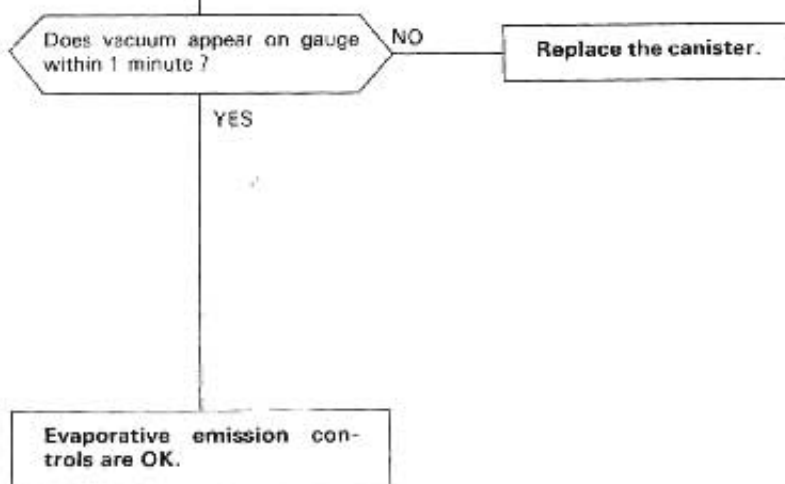 Does vacuum appear on gauge
within 1 minute ?
NO
Replace the canister.
YES
Evaporative emission con-
trols are OK.